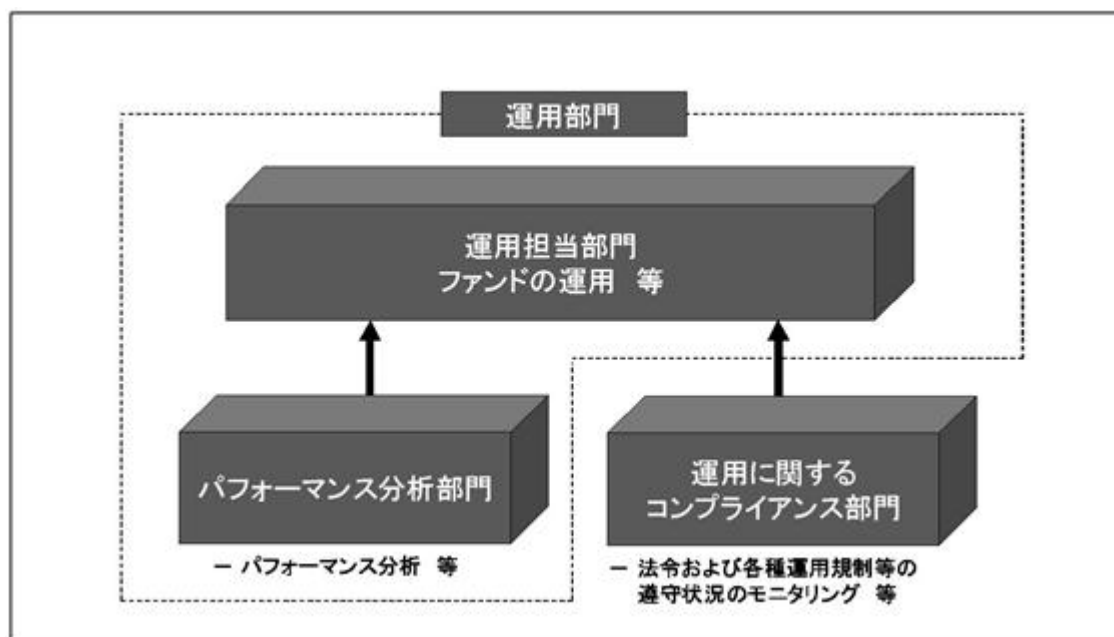 運用部門
運用担当部門
ファンドの運用　等
パフォーマンス分析部門
－ パフォーマンス分析　等
運用に関する
コンプライアンス部門
－ 法令および各種運用規制等の
遵守状況のモニタリング　等